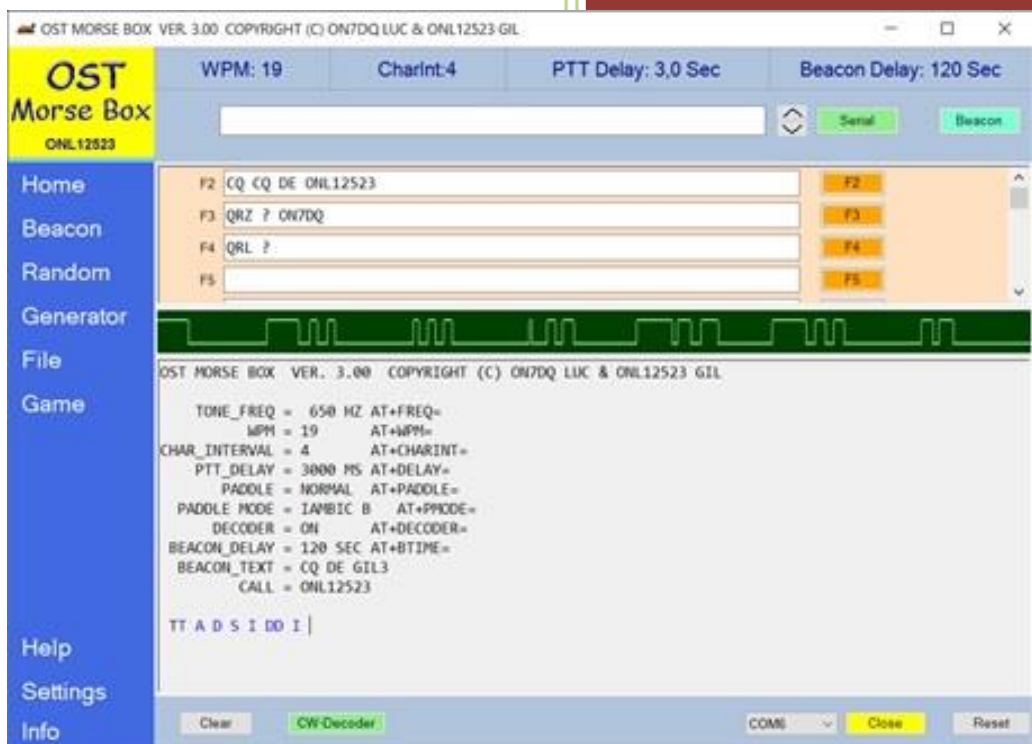 OST MORSE BOX VER. 3.00 COPYRIGHT (C) ON7DQ LUC & ONL12523 GIL
OST
Morse Box
ONL12523
WPM: 19 CharInt:4 PTT Delay: 3,0 Sec Beacon Delay: 120 Sec
Serial Beacon
Home
Beacon
Random
Generator
File
Game
Help
Settings
Info
F2 CQ CQ DE ONL12523 F2
F3 QRZ ? ON7DQ F3
F4 QRL ? F4
F5 F5
OST MORSE BOX VER. 3.00 COPYRIGHT (C) ON7DQ LUC & ONL12523 GIL
TONE_FREQ = 650 HZ AT+FREQ=
WPM = 19 AT+WPM=
CHAR_INTERVAL = 4 AT+CHARINT=
PTT_DELAY = 3000 MS AT+DELAY=
PADDLE = NORMAL AT+PADDLE=
PADDLE MODE = IAMBIC B AT+PMODE=
DECODER = ON AT+DECODER=
BEACON_DELAY = 120 SEC AT+BTIME=
BEACON_TEXT = CQ DE GIL3
CALL = ONL12523
TT A D S I DD I
Clear CW-Decoder COM6 Close Reset